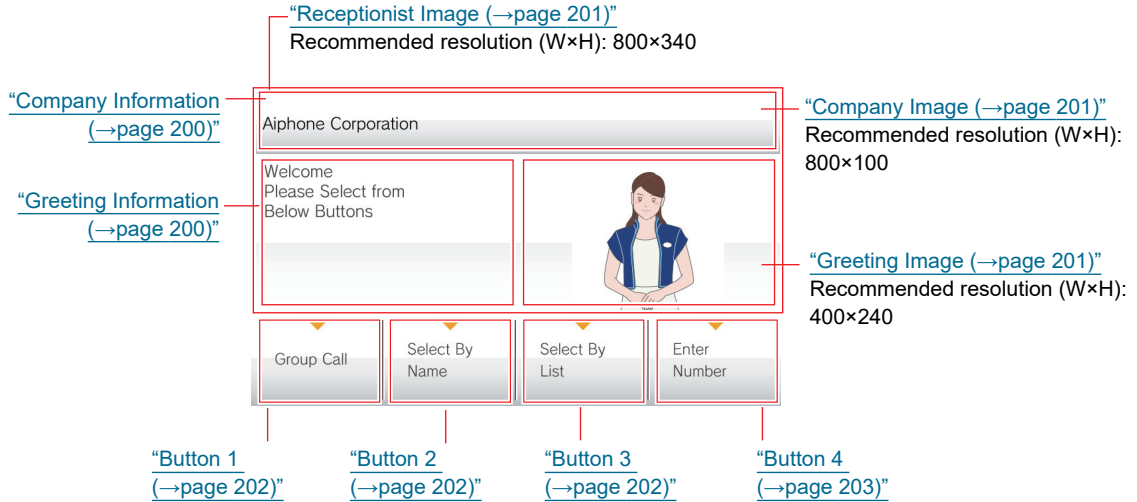 “Receptionist Image (→page 201)”
Recommended resolution (W×H): 800×340
“Company Information
(→page 200)”
Aiphone Corporation
“Company Image (→page 201)”
Recommended resolution (W×H):
800×100
Welcome
Please Select from
Below Buttons
“Greeting Information
(→page 200)”
“Greeting Image (→page 201)”
Recommended resolution (W×H):
400×240
Group Call
Select By
Name
Select By
List
Enter
Number
“Button 1
(→page 202)”
“Button 2
(→page 202)”
“Button 3
(→page 202)”
“Button 4
(→page 203)”